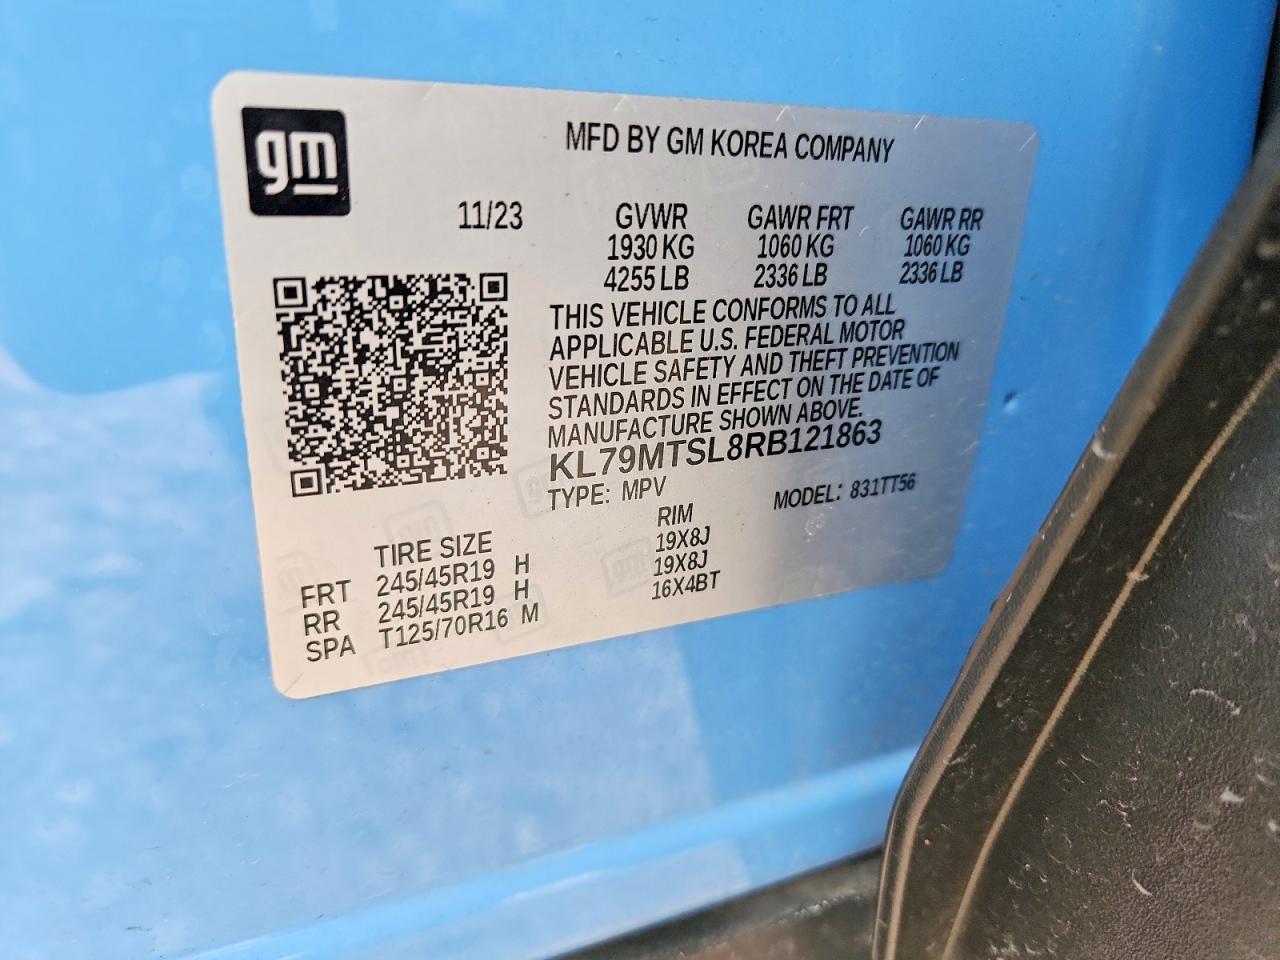 gm
MFD BY GM KOREA COMPANY
11/23 GVWR GAWR FRT GAWR RR
1930 KG 1060 KG 1060 KG
4255 LB 2336 LB 2336 LB
THIS VEHICLE CONFORMS TO ALL
APPLICABLE U.S. FEDERAL MOTOR
VEHICLE SAFETY AND THEFT PREVENTION
STANDARDS IN EFFECT ON THE DATE OF
MANUFACTURE SHOWN ABOVE.
KL79MTSL8RB121863
TYPE: MPV MODEL: 831TT56
TIRE SIZE RIM
FRT 245/45R19 H 19X8J
RR 245/45R19 H 19X8J
SPA T125/70R16 M 16X4BT